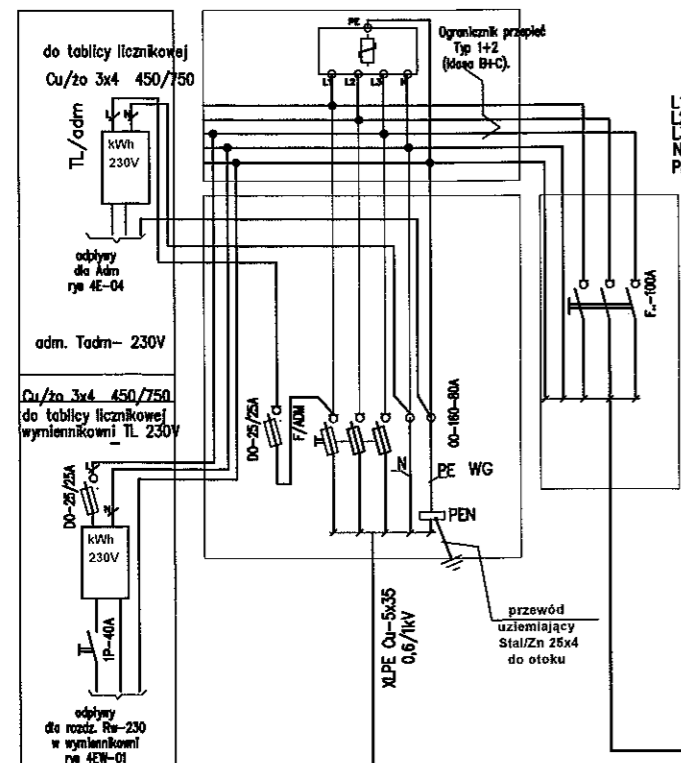 do tablicy licznikowej
Cu/żo 3x4 450/750
L
N
TL/adm
kWh
230V
odpływy
dla Adm
rys 4E-04
adm. Tadm- 230V
Cu/żo 3x4 450/750
do tablicy licznikowej
wymiennikowni TL 230V
DO-25/25A
L
N
kWh
230V
1P-40A
odpływy
dla rozdz. Rw-230
w wymiennikowni
rys 4EW-01
PE
L1
L2
L3
N
Ogranicznik przepięć
Typ 1+2
(klasa B+C).
DO-25/25A
F/ADM
00-160-80A
N
PE WG
PEN
XLPE Cu-5x35
0,6/1kV
przewód
uziemiający
Stal/Zn 25x4
do otoku
F..-100A